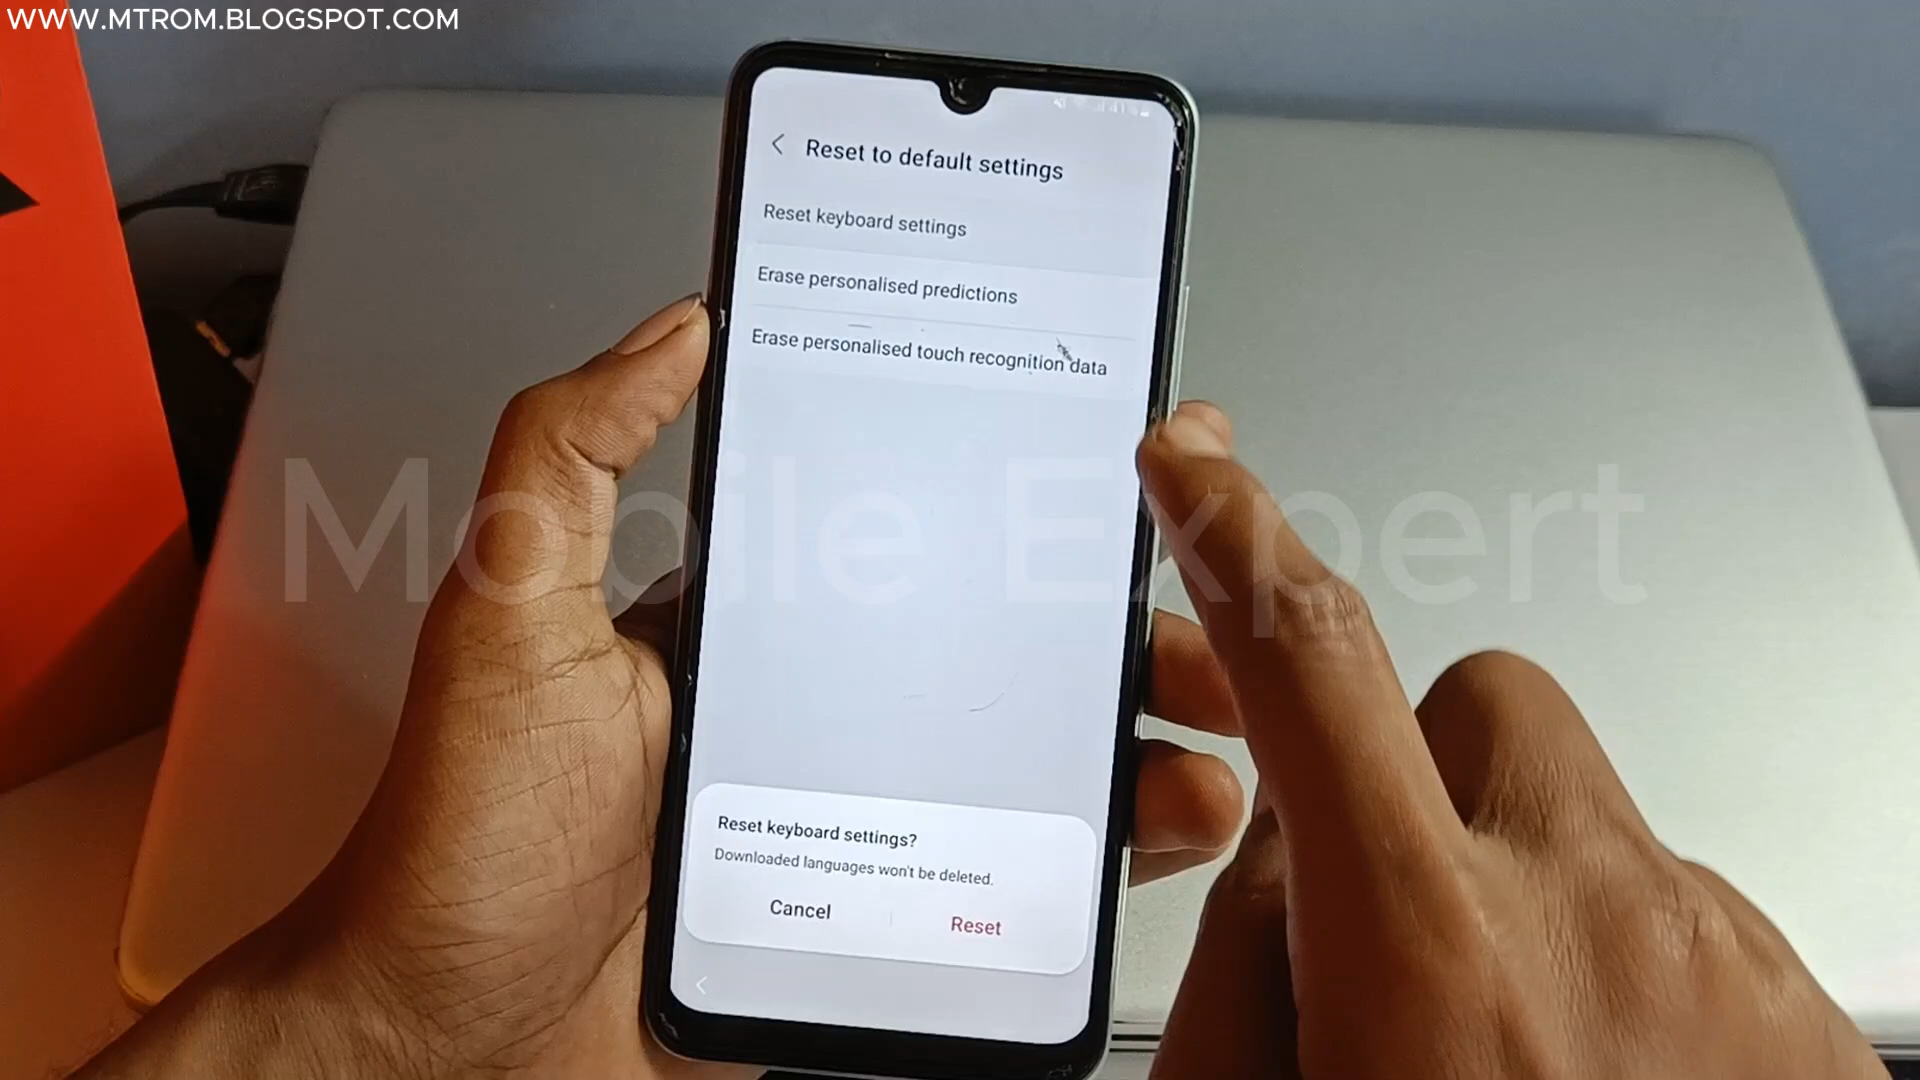 WWW.MTROM.BLOGSPOT.COM
Reset to default settings
Reset keyboard settings
Erase personalised predictions
Erase personalised touch recognition data
Mobile Expert
Reset keyboard settings?
Downloaded languages won't be deleted.
Cancel
Reset